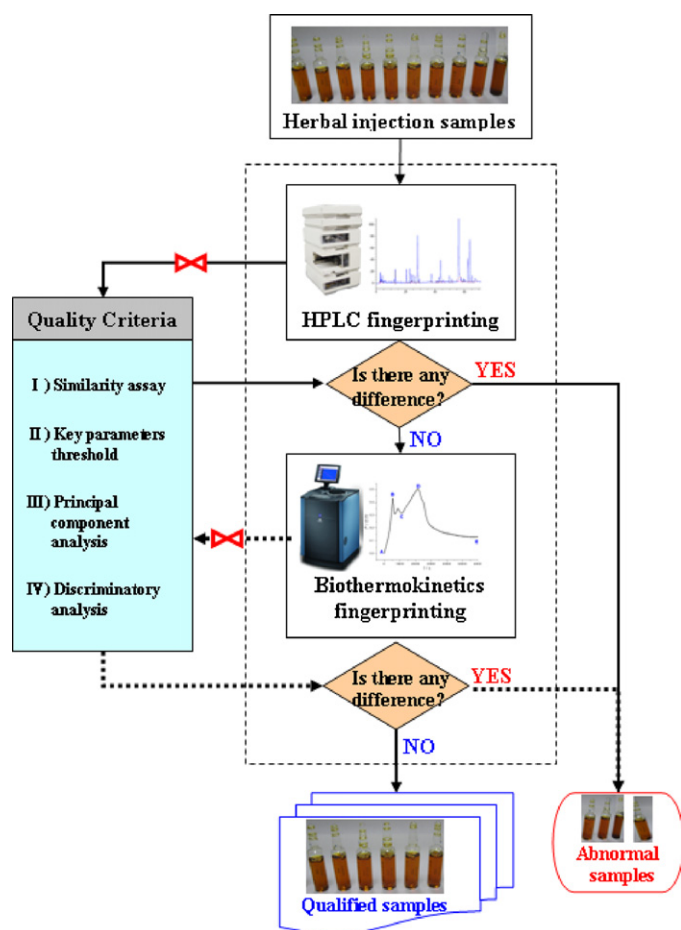 Herbal injection samples
HPLC fingerprinting
Quality Criteria
I ) Similarity assay
II ) Key parameters
threshold
III) Principal
component
analysis
IV) Discriminatory
analysis
Is there any
difference?
YES
NO
Biothermokinetics
fingerprinting
Is there any
difference?
YES
NO
Qualified samples
Abnormal
samples